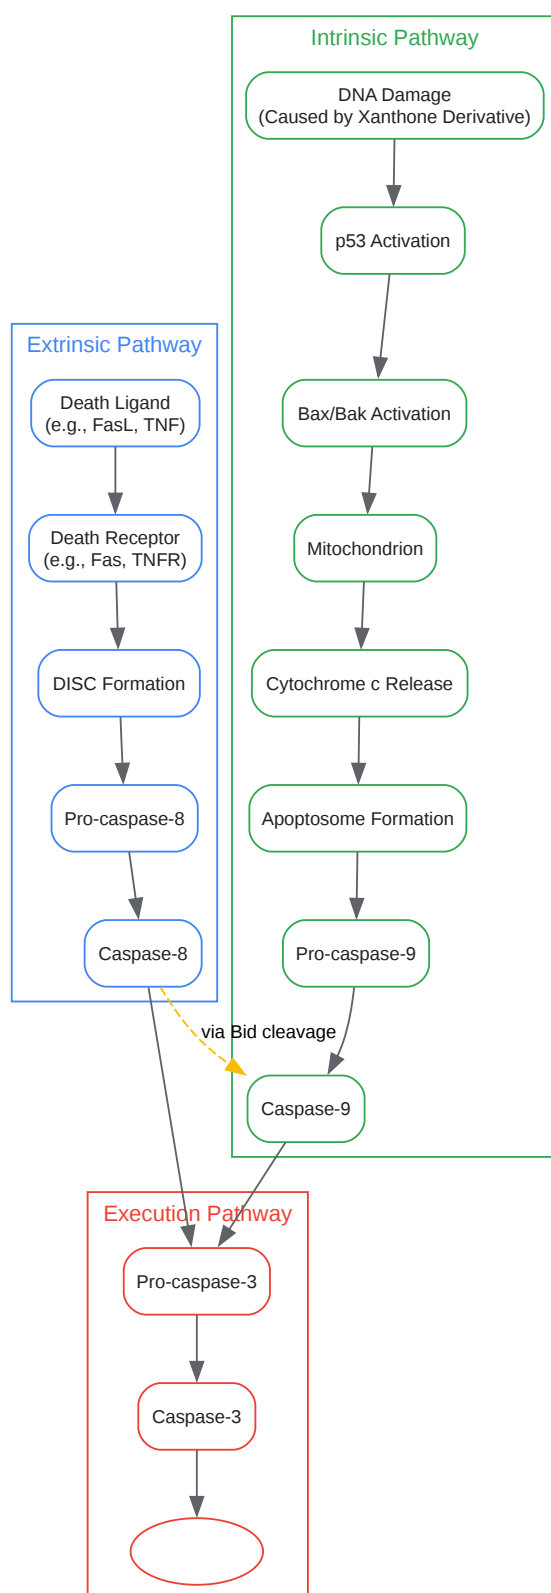 Intrinsic Pathway
DNA Damage
(Caused by Xanthone Derivative)
p53 Activation
Extrinsic Pathway
Death Ligand
(e.g., FasL, TNF)
Bax/Bak Activation
Death Receptor
(e.g., Fas, TNFR)
Mitochondrion
DISC Formation
Cytochrome c Release
Pro-caspase-8
Apoptosome Formation
Caspase-8
Pro-caspase-9
via Bid cleavage
Caspase-9
Execution Pathway
Pro-caspase-3
Caspase-3